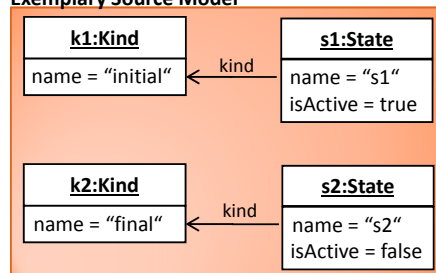 Exemplary Source Model
k1:Kind
name = "initial“
kind
s1:State
name = “s1“
isActive = true
k2:Kind
name = “final“
kind
s2:State
name = “s2“
isActive = false